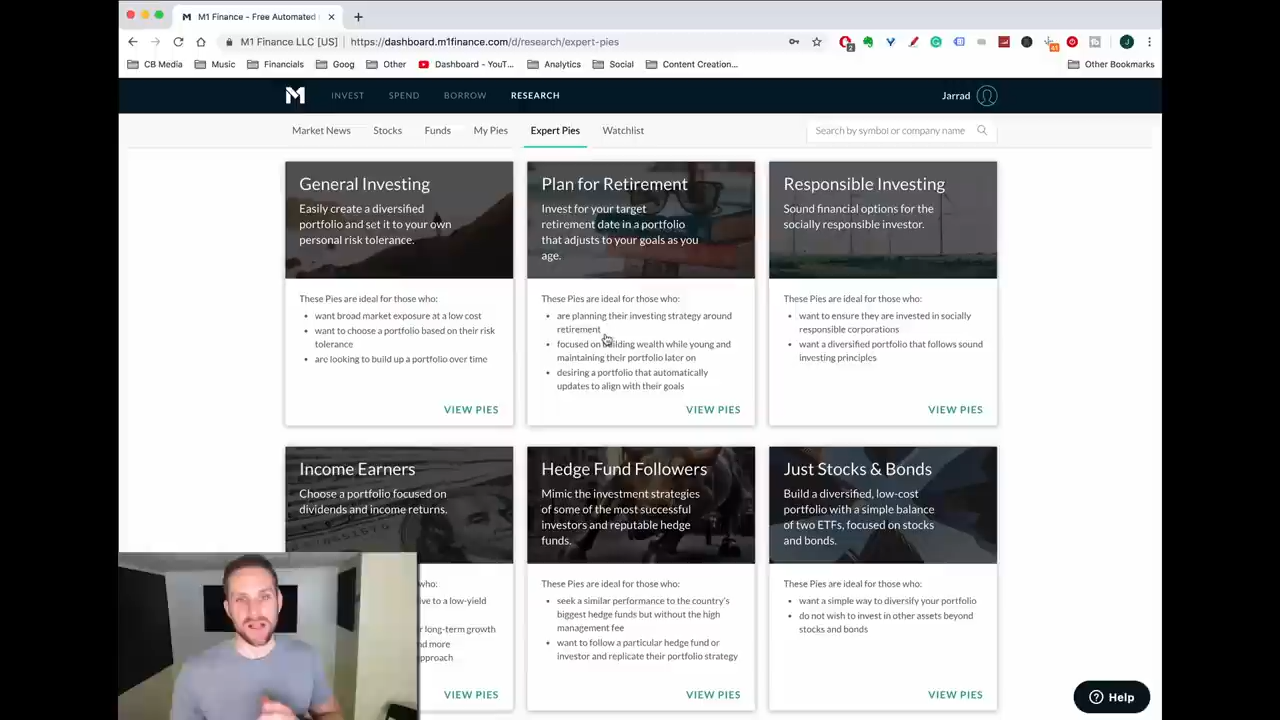 M1 Finance - Free Automated
M1 Finance LLC [US]
https://dashboard.m1finance.com/d/research/expert-pies
2
41
J
CB Media
Music
Financials
Goog
Other
Dashboard - YouT...
Analytics
Social
Content Creation...
Other Bookmarks
INVEST
SPEND
BORROW
RESEARCH
Jarrad
Market News
Stocks
Funds
My Pies
Expert Pies
Watchlist
Search by symbol or company name
General Investing
Easily create a diversified
portfolio and set it to your own
personal risk tolerance.
These Pies are ideal for those who:
want broad market exposure at a low cost
want to choose a portfolio based on their risk
tolerance
are looking to build up a portfolio over time
VIEW PIES
Plan for Retirement
Invest for your target
retirement date in a portfolio
that adjusts to your goals as you
age.
These Pies are ideal for those who:
are planning their investing strategy around
retirement
focused on building wealth while young and
maintaining their portfolio later on
desiring a portfolio that automatically
updates to align with their goals
VIEW PIES
Responsible Investing
Sound financial options for the
socially responsible investor.
These Pies are ideal for those who:
want to ensure they are invested in socially
responsible corporations
want a diversified portfolio that follows sound
investing principles
VIEW PIES
Income Earners
Choose a portfolio focused on
dividends and income returns.
who:
to a low-yield
long-term growth
nd more
approach
VIEW PIES
Hedge Fund Followers
Mimic the investment strategies
of some of the most successful
investors and reputable hedge
funds.
These Pies are ideal for those who:
seek a similar performance to the country's
biggest hedge funds but without the high
management fee
want to follow a particular hedge fund or
investor and replicate their portfolio strategy
VIEW PIES
Just Stocks & Bonds
Build a diversified, low-cost
portfolio with a simple balance
of two ETFs, focused on stocks
and bonds.
These Pies are ideal for those who:
want a simple way to diversify your portfolio
do not wish to invest in other assets beyond
stocks and bonds
VIEW PIES
Help